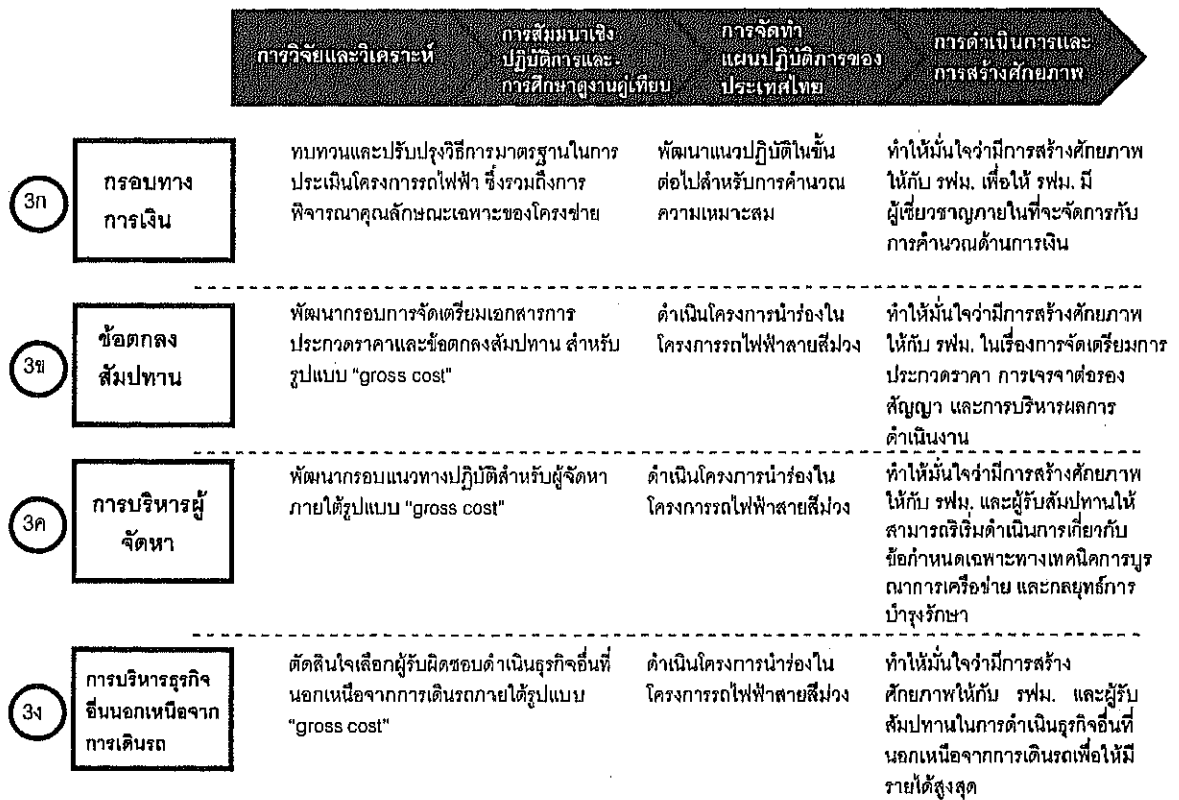 การวิจัยและวิเคราะห์
การสัมมนาเชิง
ปฏิบัติการและ
การศึกษาดูงานคู่เทียบ
การจัดทำ
แผนปฏิบัติการของ
ประเทศไทย
การดำเนินการและ
การสร้างศักยภาพ
3ก
กรอบทาง
การเงิน
ทบทวนและปรับปรุงวิธีการมาตรฐานในการ
ประเมินโครงการรถไฟฟ้า ซึ่งรวมถึงการ
พิจารณาคุณลักษณะเฉพาะของโครงข่าย
พัฒนาแนวปฏิบัติในขั้น
ต่อไปสำหรับการคำนวณ
ความเหมาะสม
ทำให้มั่นใจว่ามีการสร้างศักยภาพ
ให้กับ รฟม. เพื่อให้ รฟม. มี
ผู้เชี่ยวชาญภายในที่จะจัดการกับ
การคำนวณด้านการเงิน
3ข
ข้อตกลง
สัมปทาน
พัฒนากรอบการจัดเตรียมเอกสารการ
ประกวดราคาและข้อตกลงสัมปทาน สำหรับ
รูปแบบ "gross cost"
ดำเนินโครงการนำร่องใน
โครงการรถไฟฟ้าสายสีม่วง
ทำให้มั่นใจว่ามีการสร้างศักยภาพ
ให้กับ รฟม. ในเรื่องการจัดเตรียมการ
ประกวดราคา การเจรจาต่อรอง
สัญญา และการบริหารผลการ
ดำเนินงาน
3ค
การบริหารผู้
จัดหา
พัฒนากรอบแนวทางปฏิบัติสำหรับผู้จัดหา
ภายใต้รูปแบบ "gross cost"
ดำเนินโครงการนำร่องใน
โครงการรถไฟฟ้าสายสีม่วง
ทำให้มั่นใจว่ามีการสร้างศักยภาพ
ให้กับ รฟม. และผู้รับสัมปทานให้
สามารถริเริ่มดำเนินการเกี่ยวกับ
ข้อกำหนดเฉพาะทางเทคนิคการบูร
ณาการเครือข่าย และกลยุทธ์การ
บำรุงรักษา
3ง
การบริหารธุรกิจ
อื่นนอกเหนือจาก
การเดินรถ
ตัดสินใจเลือกผู้รับผิดชอบดำเนินธุรกิจอื่นที่
นอกเหนือจากการเดินรถภายใต้รูปแบบ
"gross cost"
ดำเนินโครงการนำร่องใน
โครงการรถไฟฟ้าสายสีม่วง
ทำให้มั่นใจว่ามีการสร้าง
ศักยภาพให้กับ รฟม. และผู้รับ
สัมปทานในการดำเนินธุรกิจอื่นที่
นอกเหนือจากการเดินรถเพื่อให้มี
รายได้สูงสุด